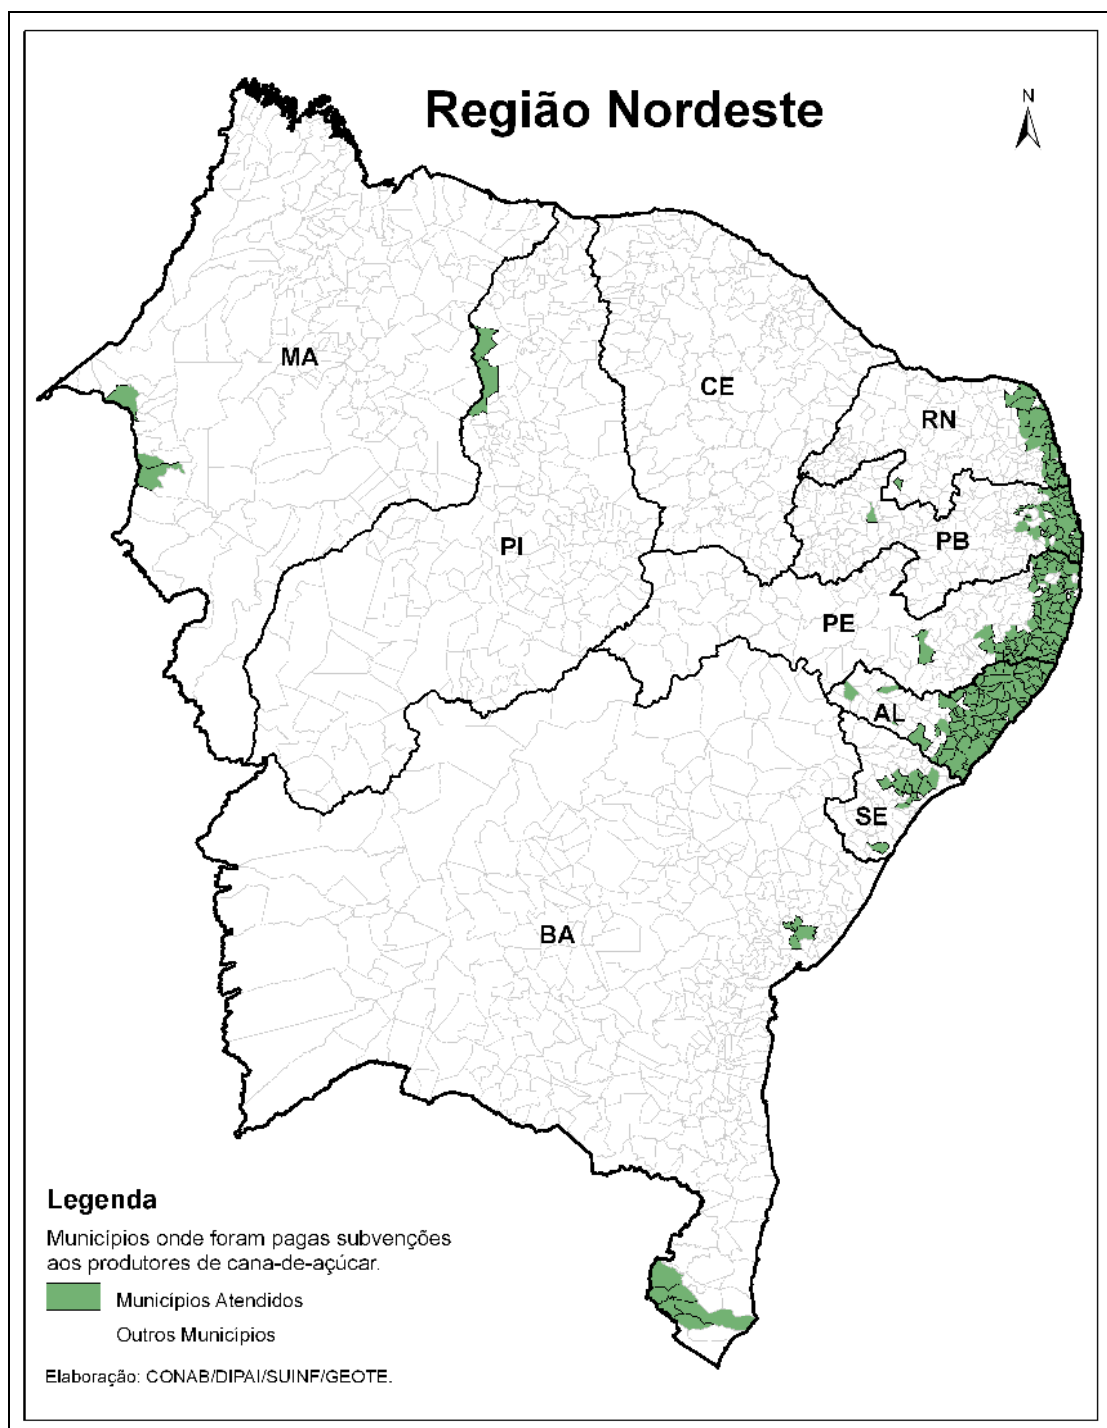 Região Nordeste
N
MA
CE
RN
PI
PB
PE
AL
SE
BA
Legenda
Municípios onde foram pagas subvenções
aos produtores de cana-de-açúcar.
Municípios Atendidos
Outros Municípios
Elaboração: CONAB/DIPAI/SUINF/GEOTE.